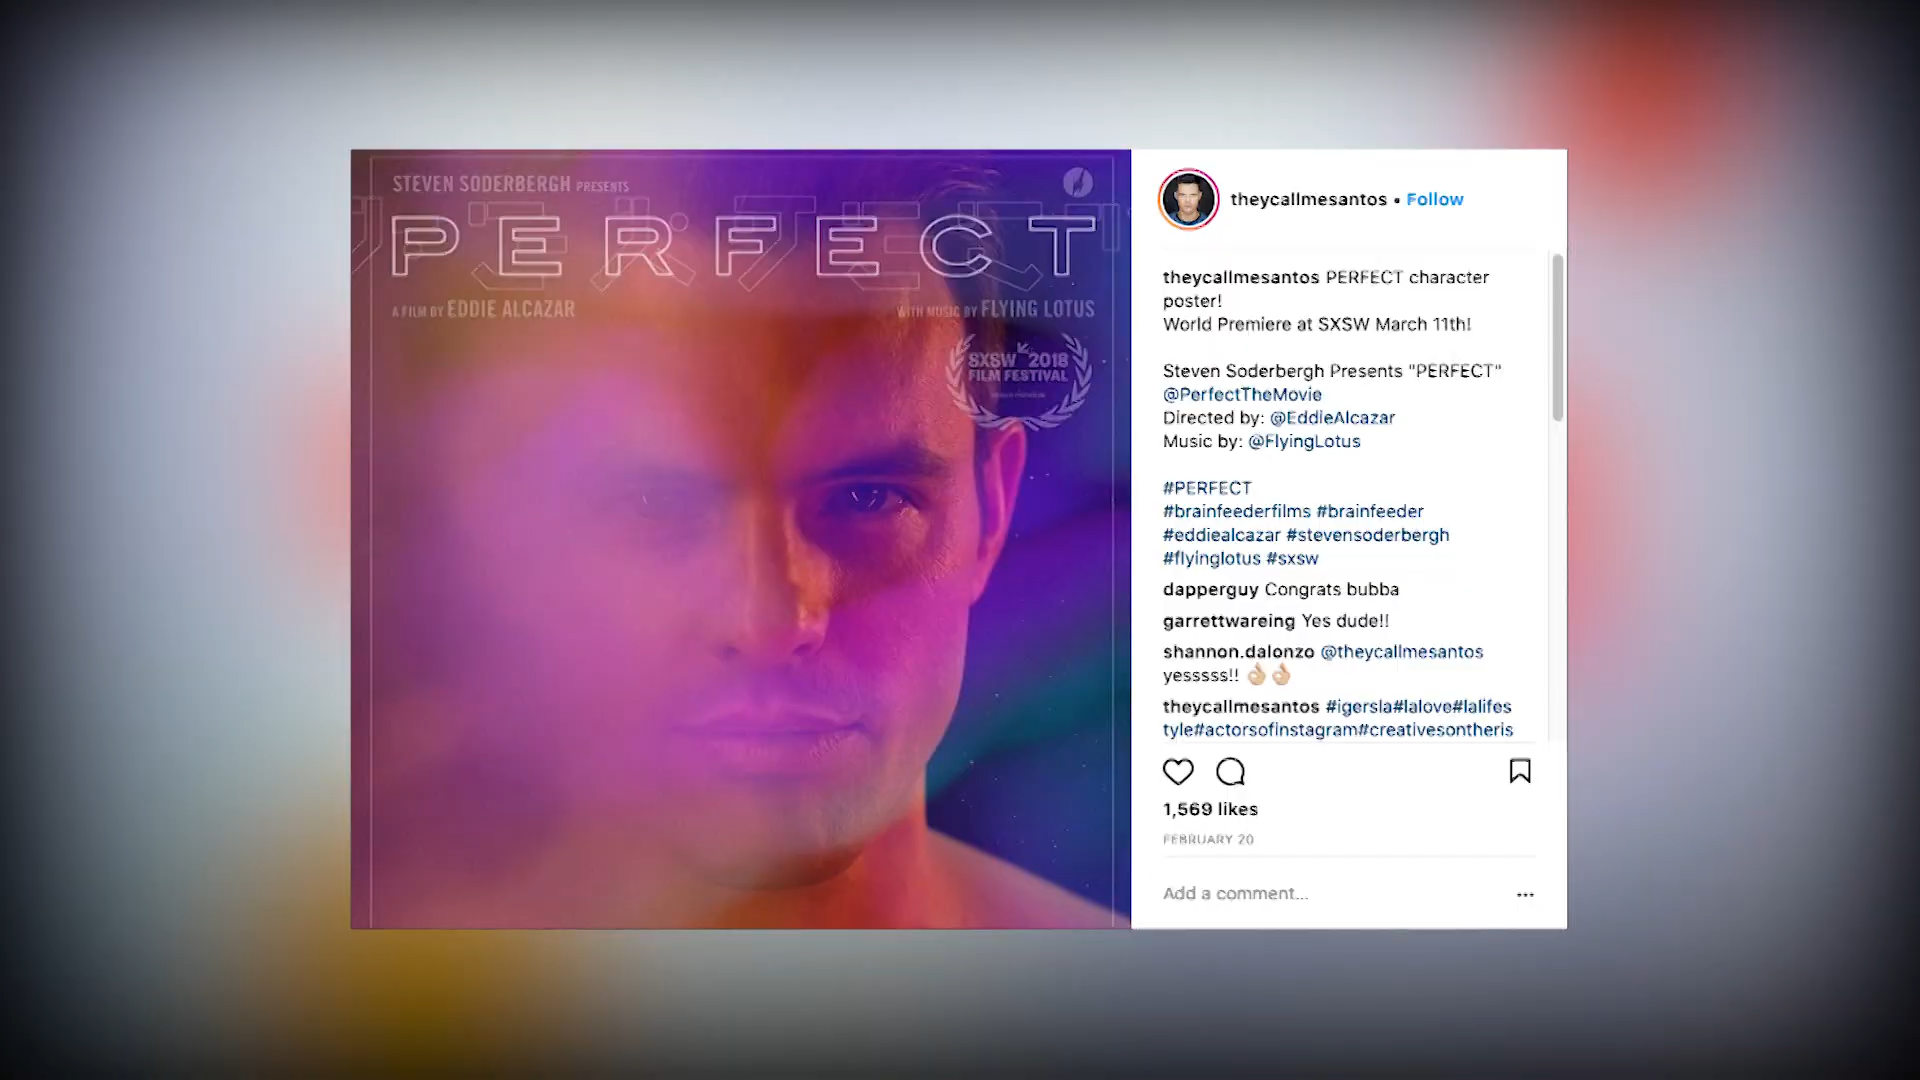 STEVEN SODERBERGH PRESENTS
PERFECT
A FILM BY EDDIE ALCAZAR
WITH MUSIC BY FLYING LOTUS
SXSW 2018
FILM FESTIVAL
theycallmesantos • Follow
theycallmesantos PERFECT character
poster!
World Premiere at SXSW March 11th!
Steven Soderbergh Presents "PERFECT"
@PerfectTheMovie
Directed by: @EddieAlcazar
Music by: @FlyingLotus
#PERFECT
#brainfeederfilms #brainfeeder
#eddiealcazar #stevensoderbergh
#flyinglotus #sxsw
dapperguy Congrats bubba
garrettwareing Yes dude!!
shannon.dalonzo @theycallmesantos
yesssss!! 👌🏼👌🏼
theycallmesantos #igersla#lalove#lalifes
tyle#actorsofinstagram#creativesontheris
1,569 likes
FEBRUARY 20
Add a comment...